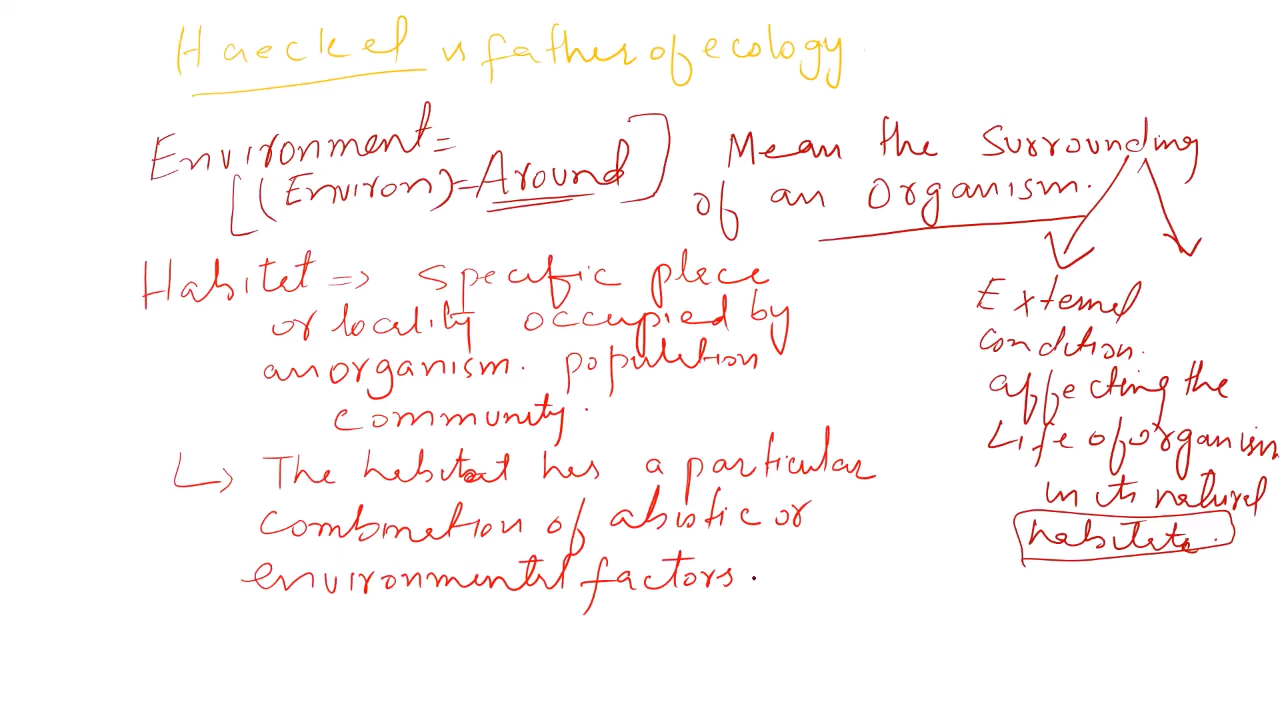 Haeckel is father of ecology
Environment =
[(Environ) = Around]
Mean the Surrounding
of an Organism.
Habitat => specific place
or locality occupied by
an organism. population
community.
↳ The habitat has a particular
combination of abiotic or
environmental factors.
External
condition.
affecting the
Life of organism
in its natural
habitate.